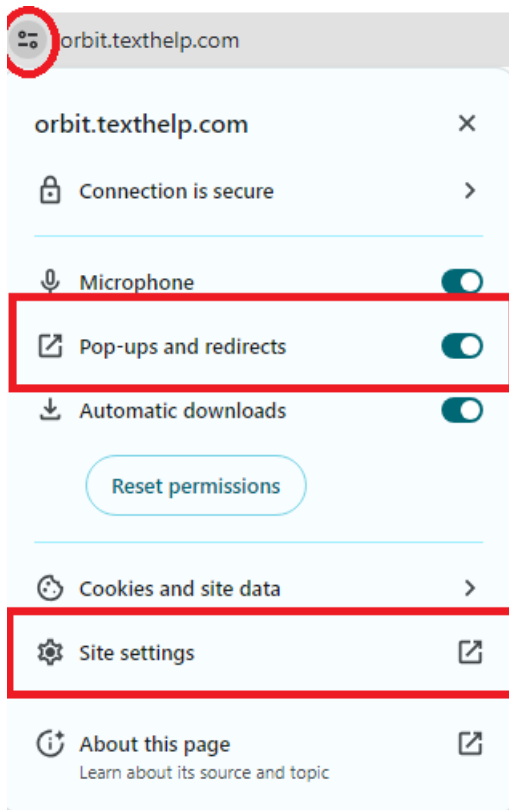 orbit.texthelp.com
orbit.texthelp.com
Connection is secure
Microphone
Pop-ups and redirects
Automatic downloads
Reset permissions
Cookies and site data
Site settings
About this page
Learn about its source and topic